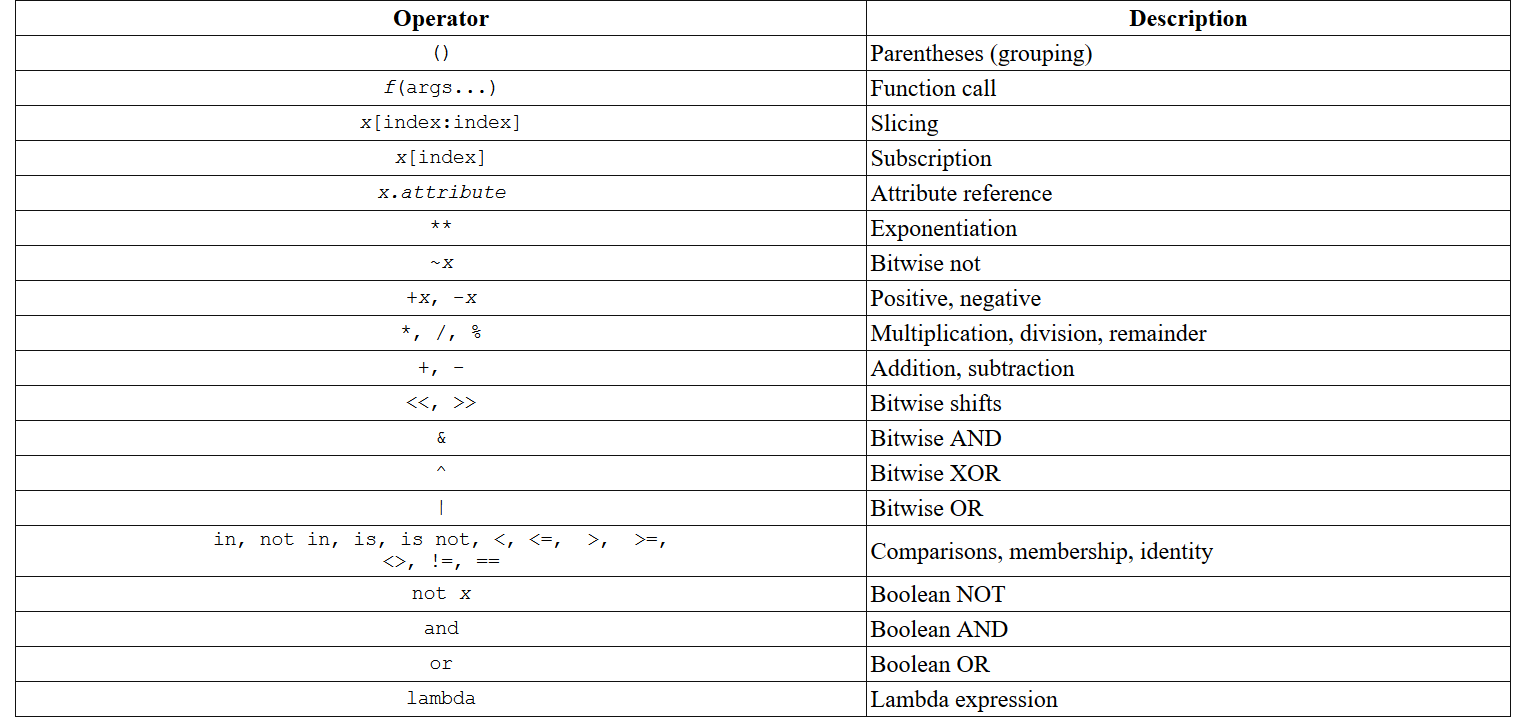 Operator Description
() Parentheses (grouping)
f(args...) Function call
x[index:index] Slicing
x[index] Subscription
x.attribute Attribute reference
** Exponentiation
~x Bitwise not
+x, -x Positive, negative
*, /, % Multiplication, division, remainder
+, - Addition, subtraction
<<, >> Bitwise shifts
& Bitwise AND
^ Bitwise XOR
| Bitwise OR
in, not in, is, is not, <, <=, >, >=,
<>, !=, == Comparisons, membership, identity
not x Boolean NOT
and Boolean AND
or Boolean OR
lambda Lambda expression